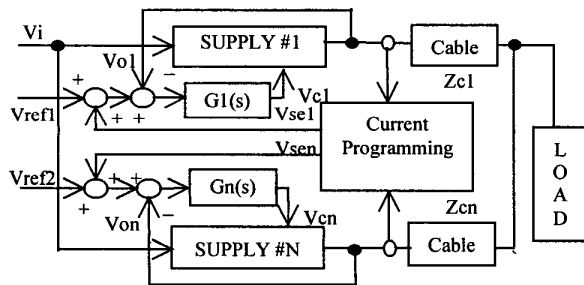 Vi
SUPPLY #1
Cable
Vo1
Zc1
+
−
G1(s)
Vc1
Vref1
+ +
Vse1
Current
Programming
L
O
A
D
Vsen
Vref2
+ + +
Gn(s)
Von
−
Vcn
Zcn
SUPPLY #N
Cable